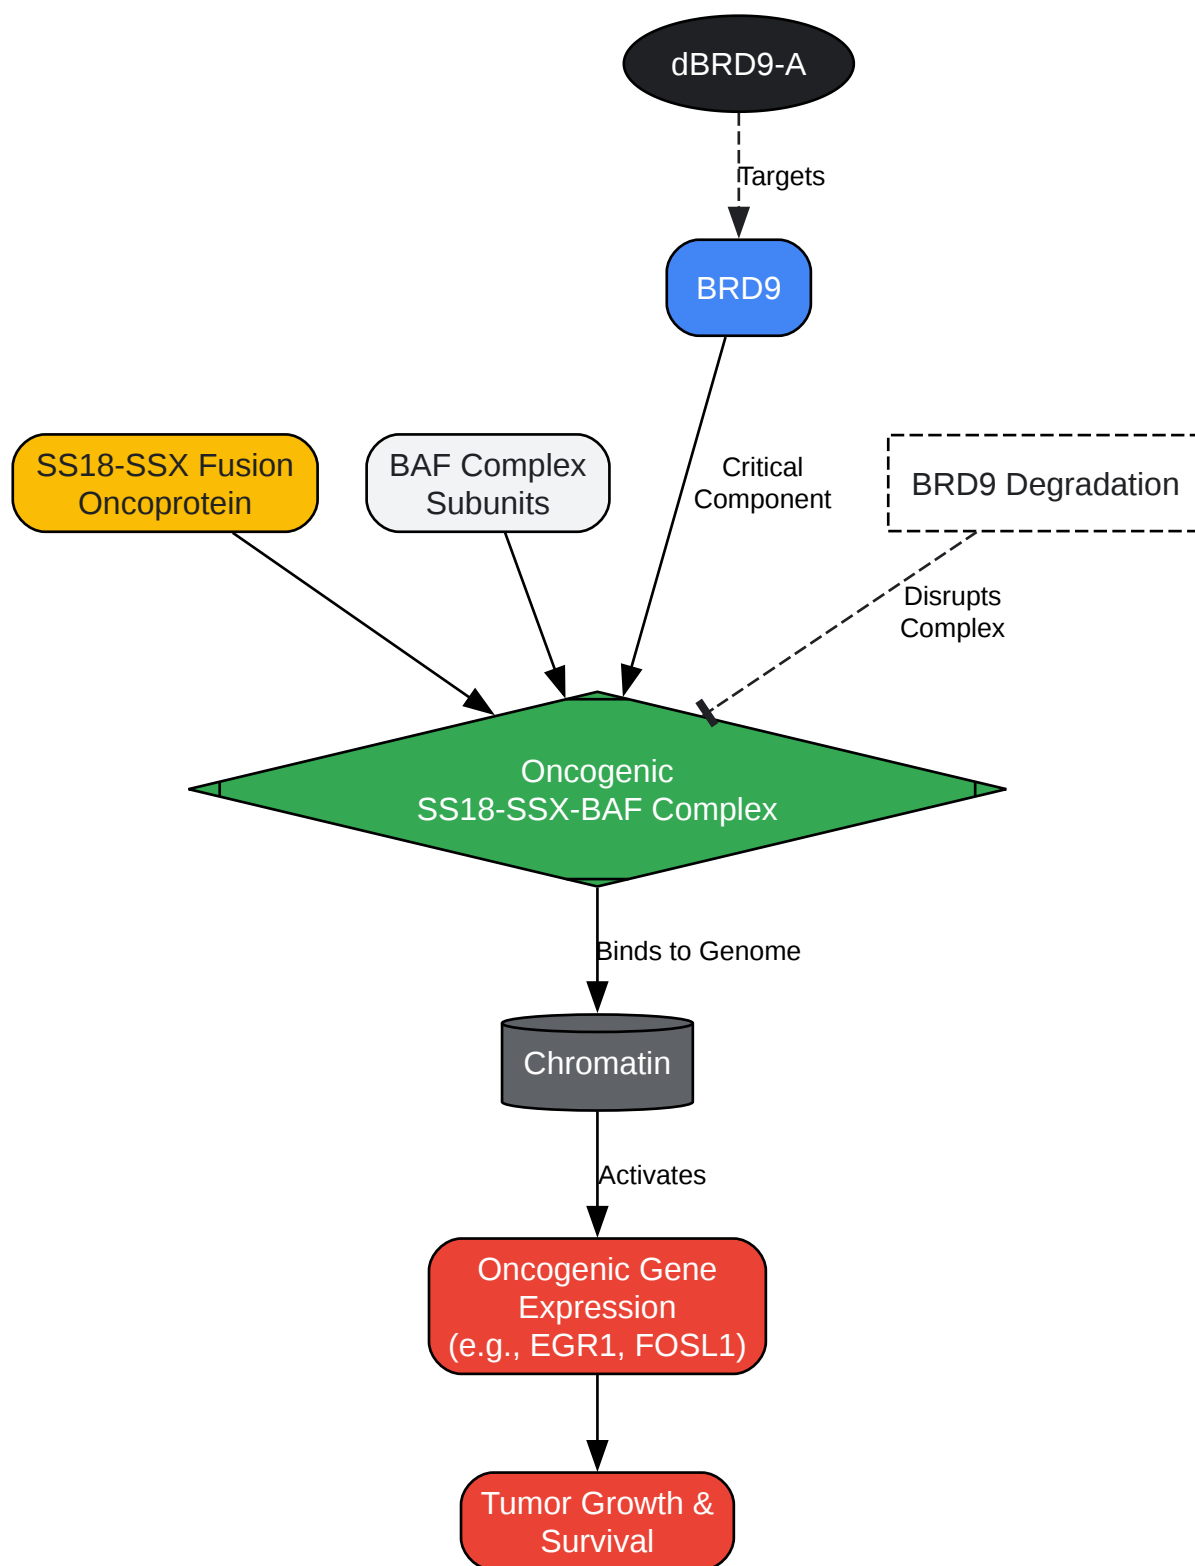 dBRD9-A
Targets
BRD9
SS18-SSX Fusion
Oncoprotein
BAF Complex
Subunits
Critical
Component
BRD9 Degradation
Disrupts
Complex
Oncogenic
SS18-SSX-BAF Complex
Binds to Genome
Chromatin
Activates
Oncogenic Gene
Expression
(e.g., EGR1, FOSL1)
Tumor Growth &
Survival